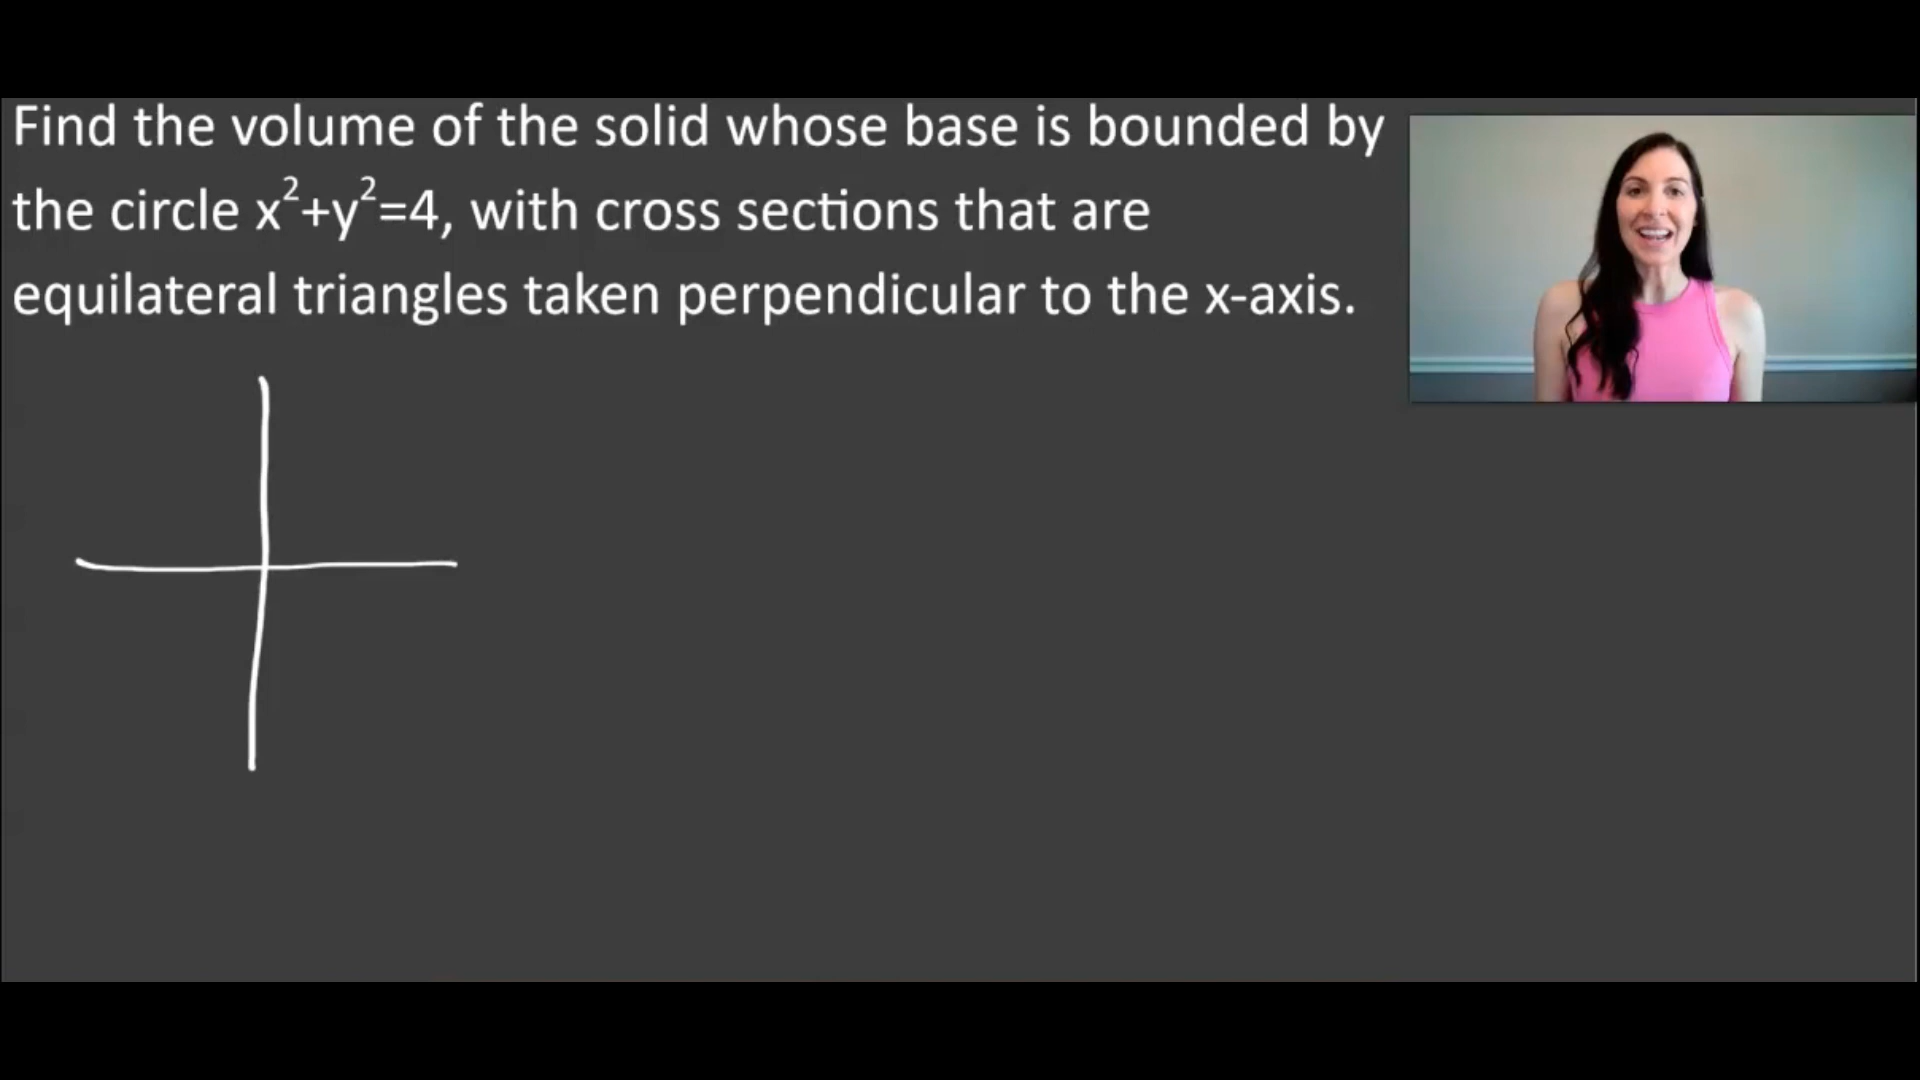 Find the volume of the solid whose base is bounded by
the circle x²+y²=4, with cross sections that are
equilateral triangles taken perpendicular to the x-axis.